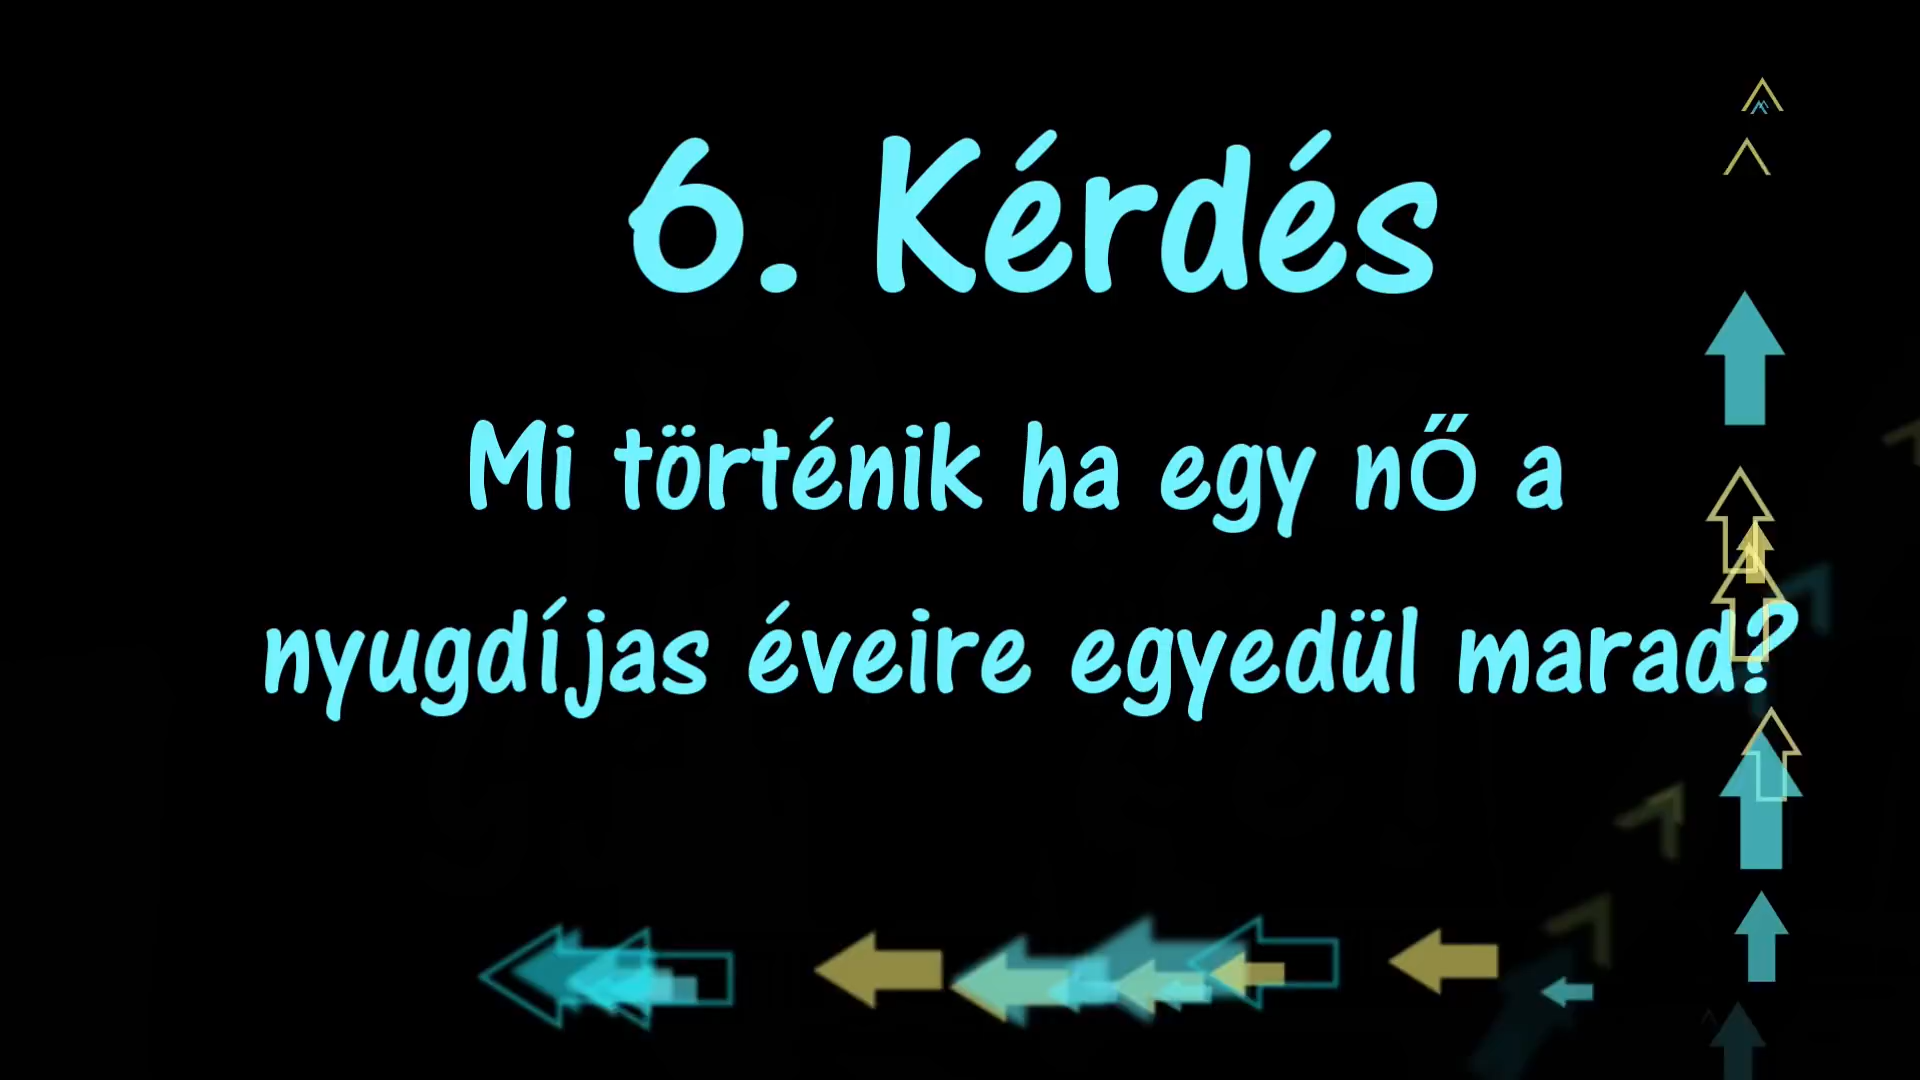 6. Kérdés
Mi történik ha egy nő a
nyugdíjas éveire egyedül marad?